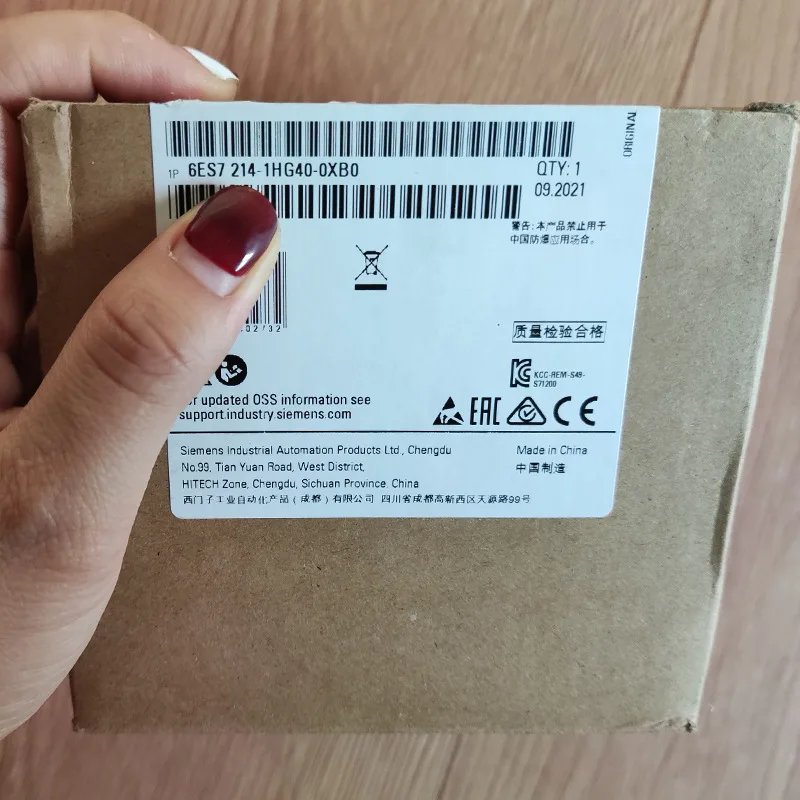 1P 6ES7 214-1HG40-0XB0
QTY: 1
09.2021
ORIGINAL
警告:本产品禁止用于
中国防爆应用场合。
质量检验合格
KCC-REM-S49-
S71200
updated OSS information see
support.industry.siemens.com
EAC CE
Siemens Industrial Automation Products Ltd., Chengdu
No.99, Tian Yuan Road, West District,
HITECH Zone, Chengdu, Sichuan Province, China
西门子工业自动化产品(成都)有限公司 四川省成都高新西区天源路99号
Made in China
中国制造